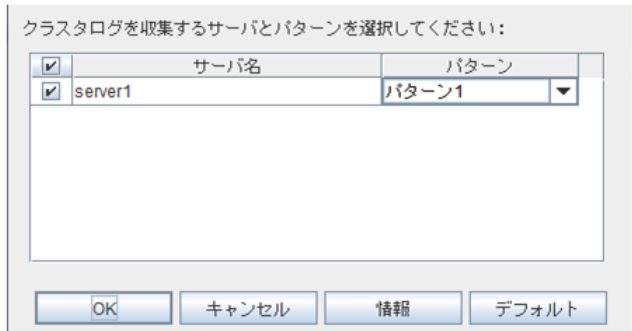 クラスタログを収集するサーバとパターンを選択してください:
サーバ名 パターン
server1 パターン1
OK キャンセル 情報 デフォルト